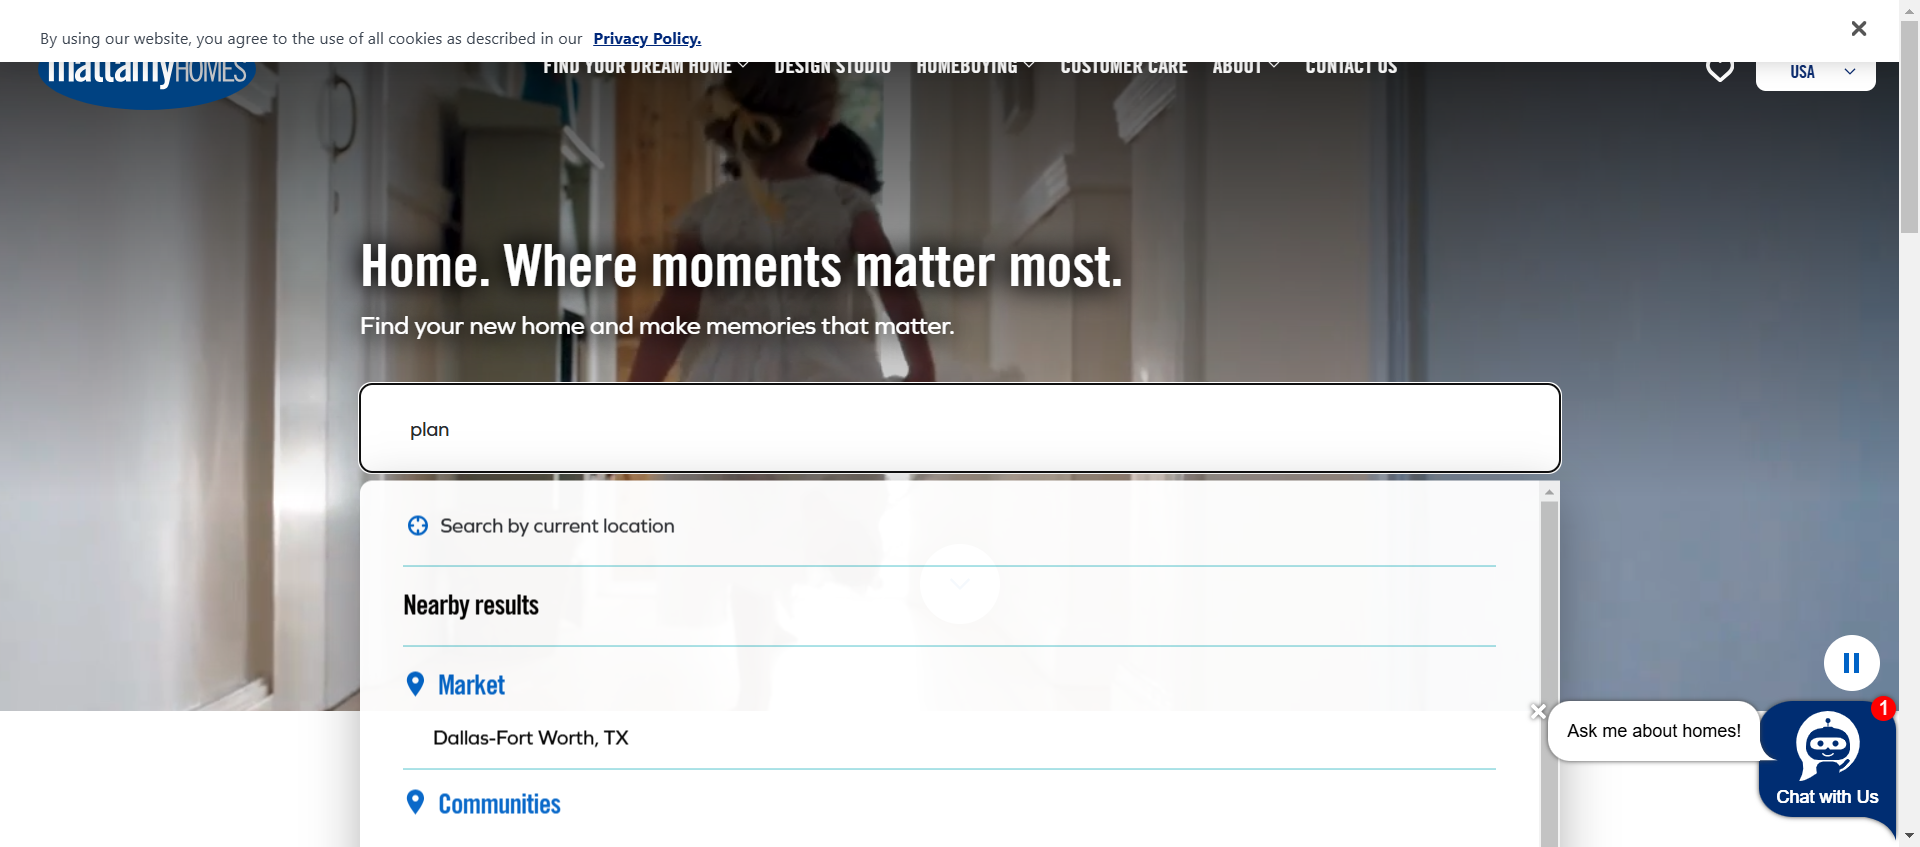 By using our website, you agree to the use of all cookies as described in our Privacy Policy.
mattamyHOMES
FIND YOUR DREAM HOME
DESIGN STUDIO
HOMEBUYING
CUSTOMER CARE
ABOUT
CONTACT US
USA
Home. Where moments matter most.
Find your new home and make memories that matter.
plan
Search by current location
Nearby results
Market
Dallas-Fort Worth, TX
Communities
1
Ask me about homes!
Chat with Us